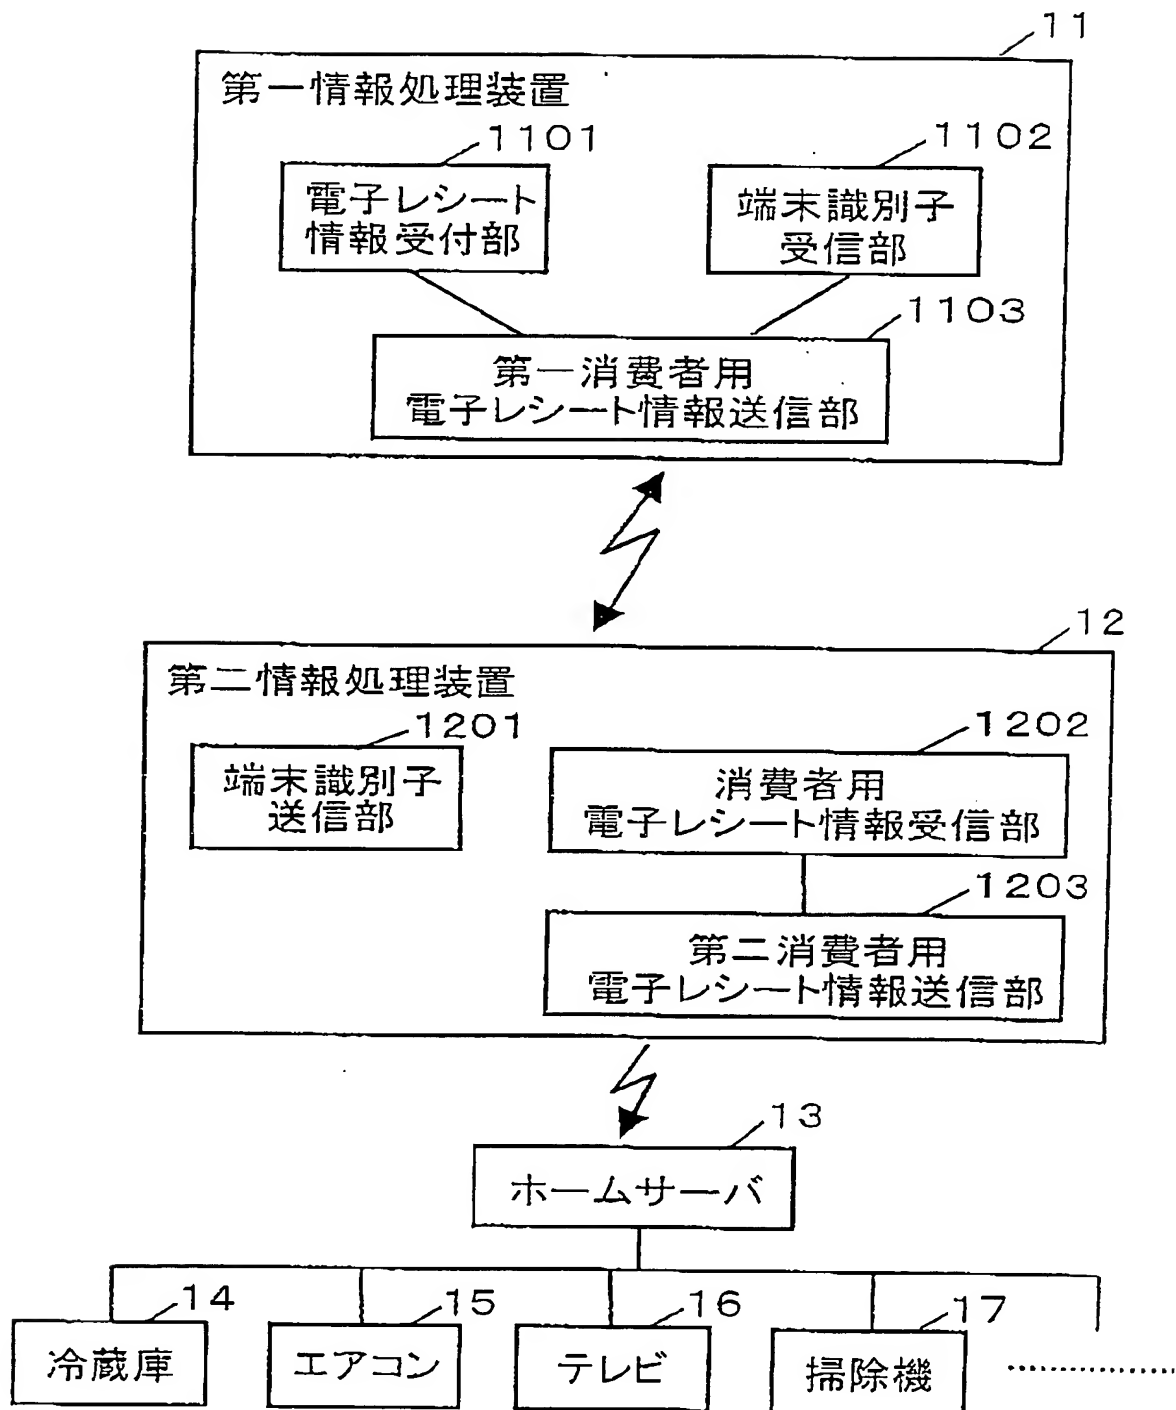 11
第一情報処理装置
1101
1102
電子レシート
情報受付部
端末識別子
受信部
1103
第一消費者用
電子レシート情報送信部
12
第二情報処理装置
1201
1202
端末識別子
送信部
消費者用
電子レシート情報受信部
1203
第二消費者用
電子レシート情報送信部
13
ホームサーバ
14
15
16
17
冷蔵庫
エアコン
テレビ
掃除機